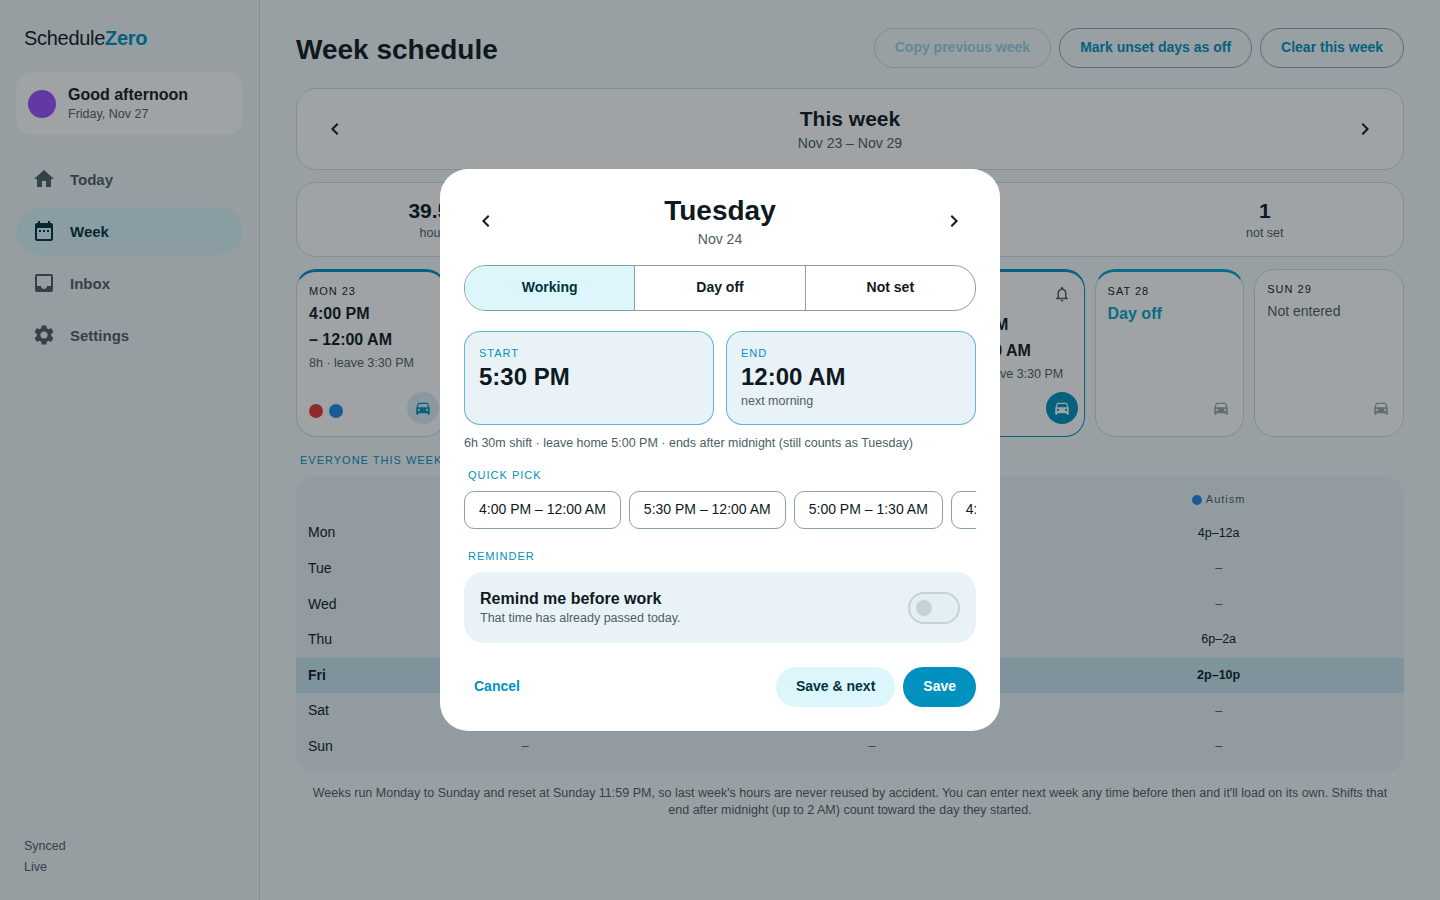 ScheduleZero
Good afternoon
Friday, Nov 27
Today
Week
Inbox
Settings
Synced
Live
Week schedule
Copy previous week
Mark unset days as off
Clear this week
This week
Nov 23 – Nov 29
39.5
hou
1
not set
MON 23
4:00 PM
– 12:00 AM
8h · leave 3:30 PM
AM
ve 3:30 PM
SAT 28
Day off
SUN 29
Not entered
EVERYONE THIS WEEK
Autism
Mon
4p–12a
Tue
–
Wed
–
Thu
6p–2a
Fri
2p–10p
Sat
–
Sun
–
–
–
Weeks run Monday to Sunday and reset at Sunday 11:59 PM, so last week's hours are never reused by accident. You can enter next week any time before then and it'll load on its own. Shifts that
end after midnight (up to 2 AM) count toward the day they started.
Tuesday
Nov 24
Working
Day off
Not set
START
5:30 PM
END
12:00 AM
next morning
6h 30m shift · leave home 5:00 PM · ends after midnight (still counts as Tuesday)
QUICK PICK
4:00 PM – 12:00 AM
5:30 PM – 12:00 AM
5:00 PM – 1:30 AM
4:
REMINDER
Remind me before work
That time has already passed today.
Cancel
Save & next
Save